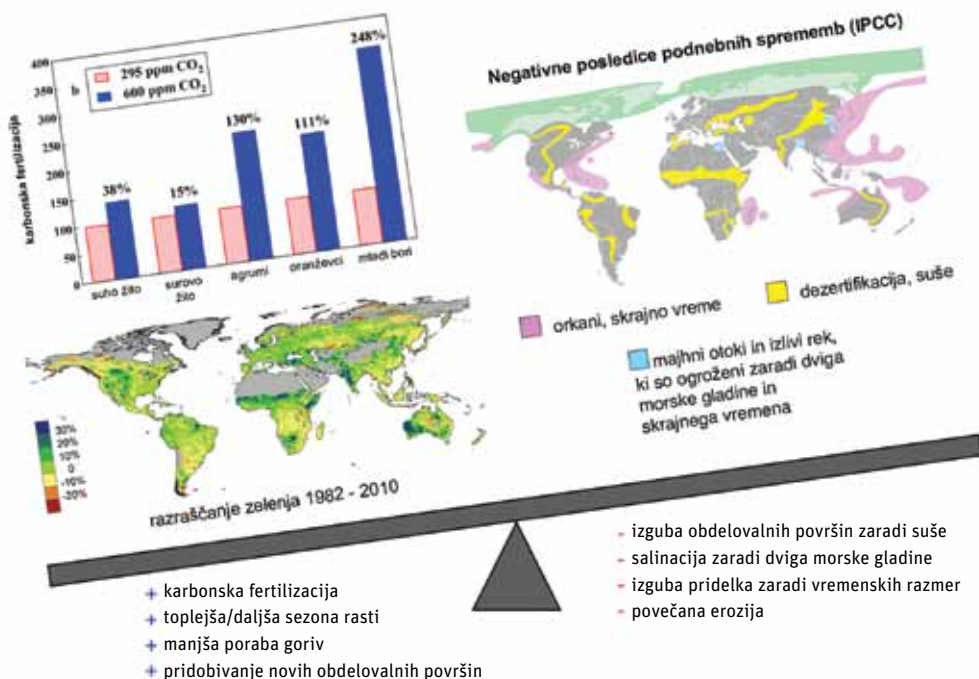 karbonska fertilizacija
400
350
300
250
200
150
100
50
0
b
295 ppm CO₂
600 ppm CO₂
38%
15%
130%
111%
248%
suho žito
surovo
žito
agrumi
oranževci
mladi bori
Negativne posledice podnebnih sprememb (IPCC)
orkani, skrajno vreme
dezertifikacija, suše
majhni otoki in izlivi rek,
ki so ogroženi zaradi dviga
morske gladine in
skrajnega vremena
30%
20%
10%
0
-10%
-20%
razraščanje zelenja 1982 - 2010
+ karbonska fertilizacija
+ toplejša/daljša sezona rasti
+ manjša poraba goriv
+ pridobivanje novih obdelovalnih površin
- izguba obdelovalnih površin zaradi suše
- salinacija zaradi dviga morske gladine
- izguba pridelka zaradi vremenskih razmer
- povečana erozija